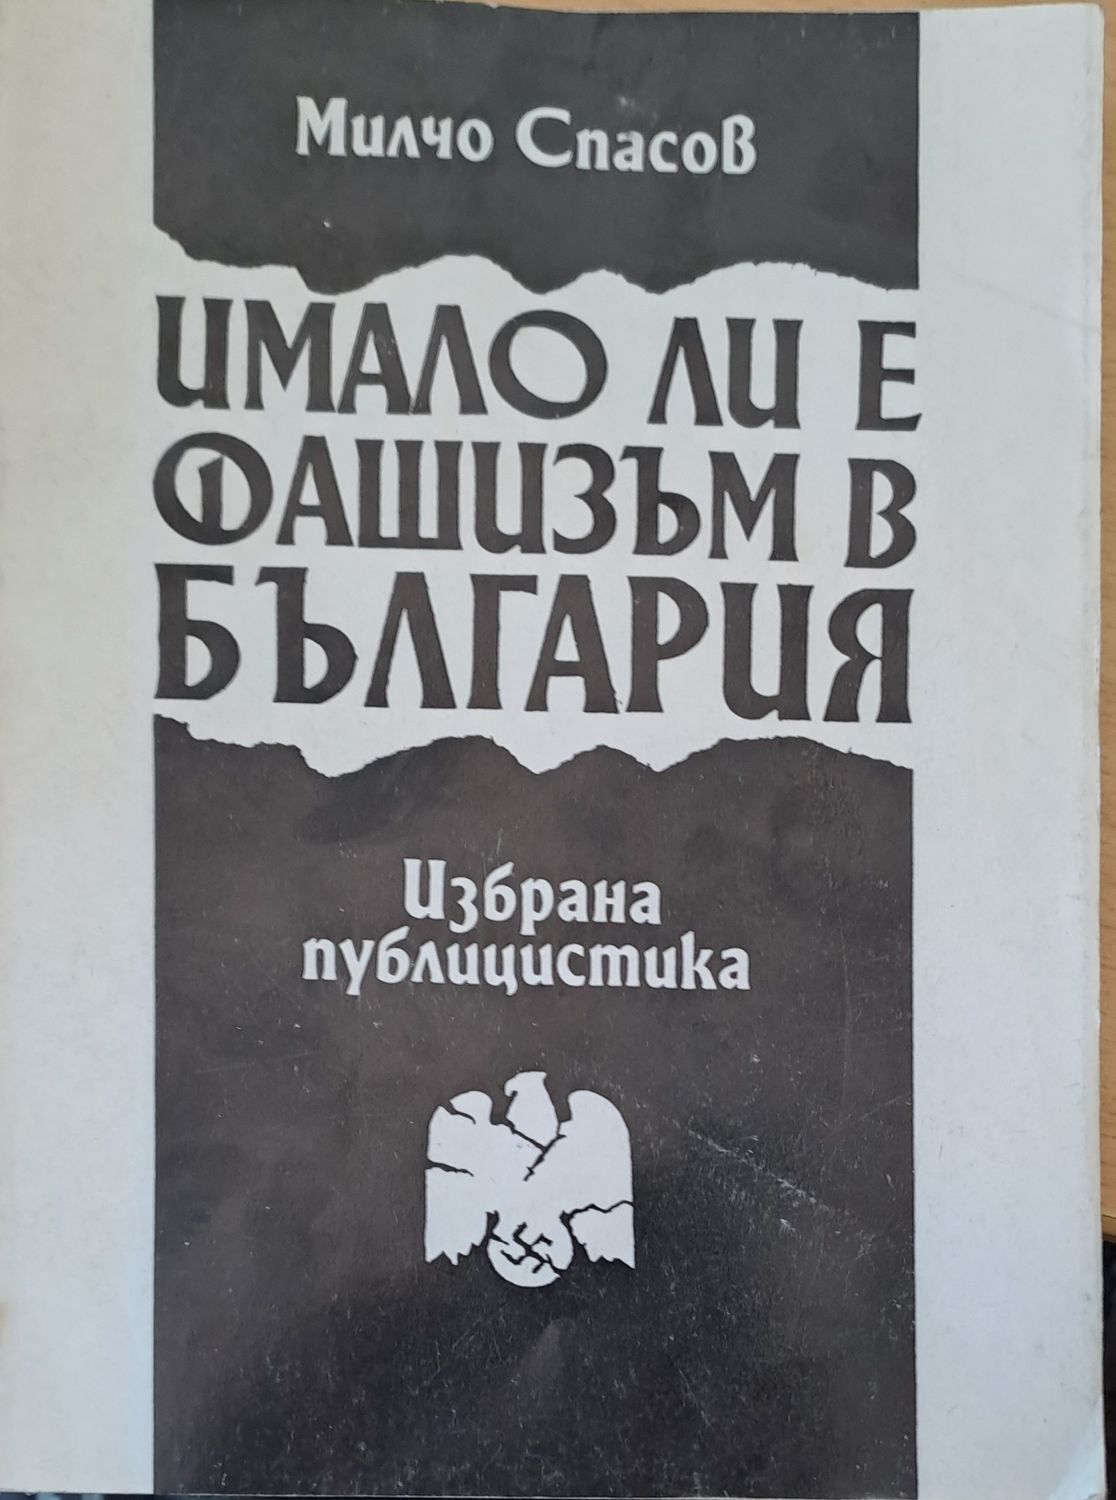 Милчо Спасов
ИМАЛО ЛИ Е
ФАШИЗЪМ В
БЪЛГАРИЯ
Избрана
публицистика